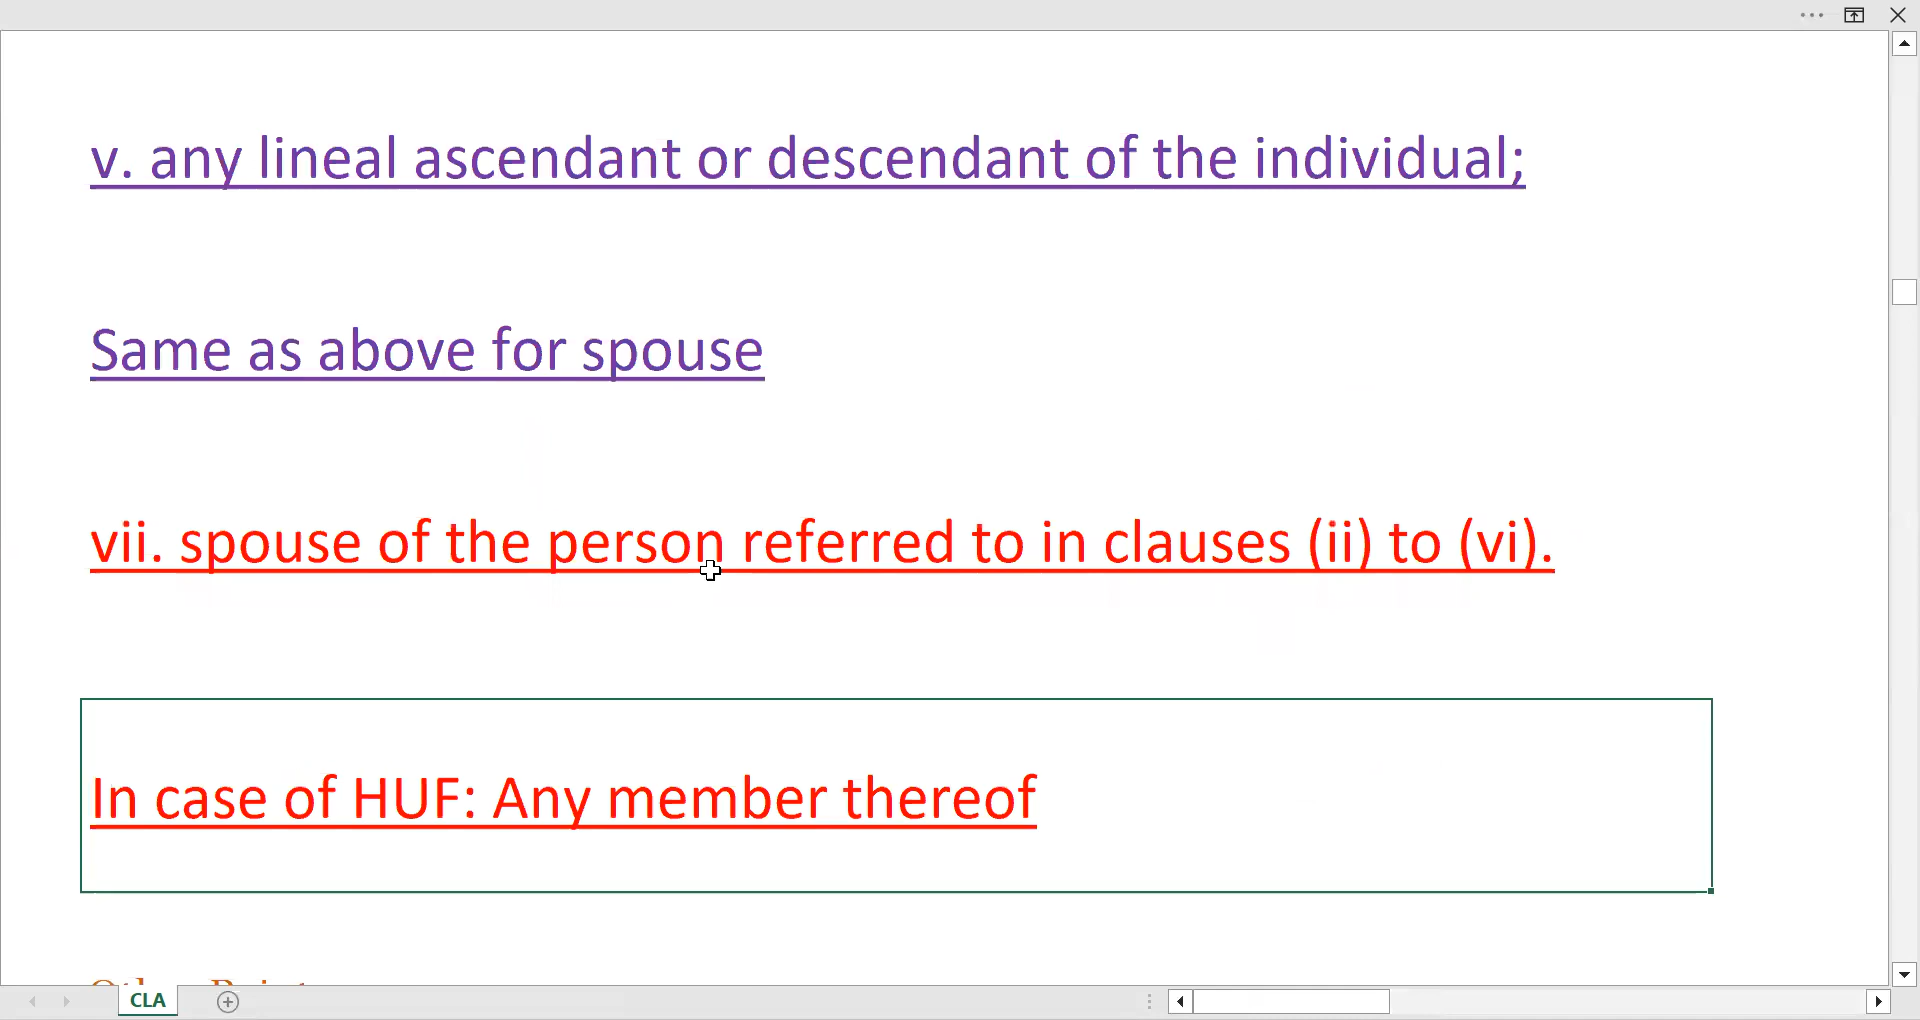 v. any lineal ascendant or descendant of the individual;
Same as above for spouse
vii. spouse of the person referred to in clauses (ii) to (vi).
In case of HUF: Any member thereof
CLA